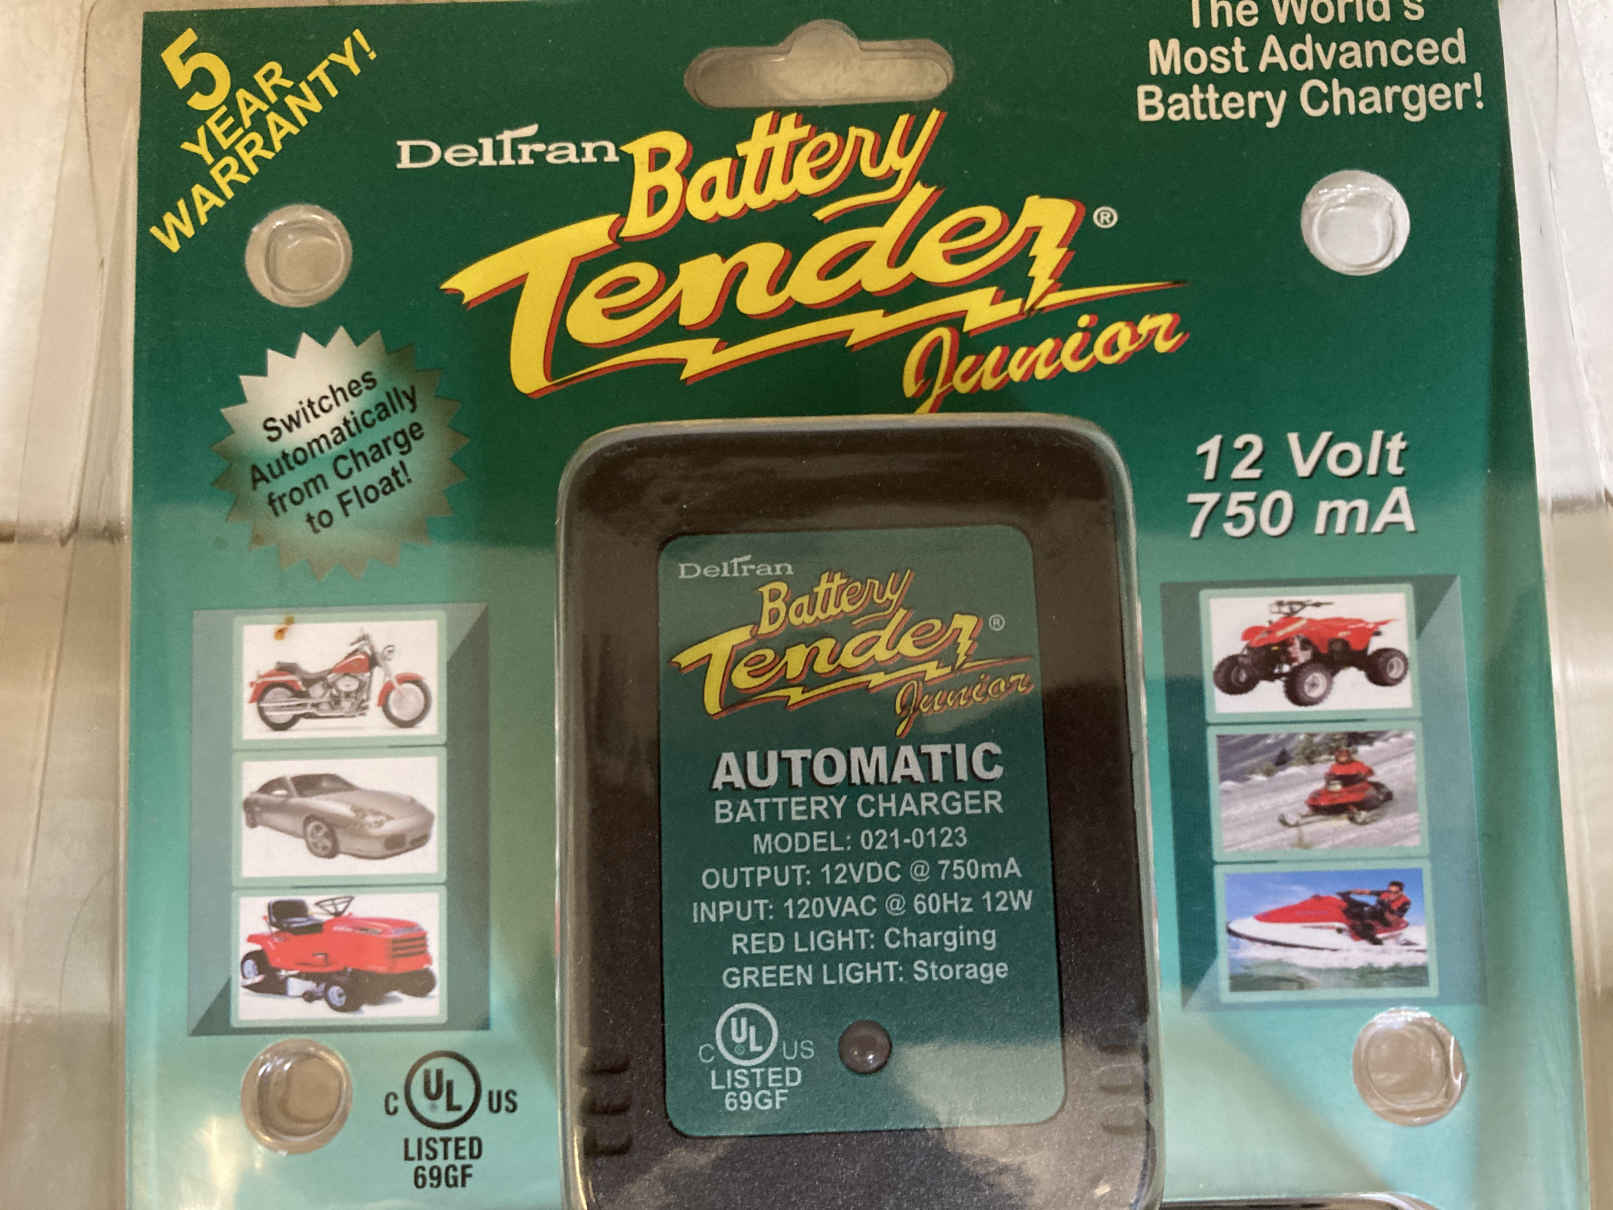 5
YEAR
WARRANTY!
The World's
Most Advanced
Battery Charger!
Deltran
Battery
Tender®
Junior
Switches
Automatically
from Charge
to Float!
12 Volt
750 mA
Deltran
Battery
Tender®
Junior
AUTOMATIC
BATTERY CHARGER
MODEL: 021-0123
OUTPUT: 12VDC @ 750mA
INPUT: 120VAC @ 60Hz 12W
RED LIGHT: Charging
GREEN LIGHT: Storage
C UL US
LISTED
69GF
C UL US
LISTED
69GF